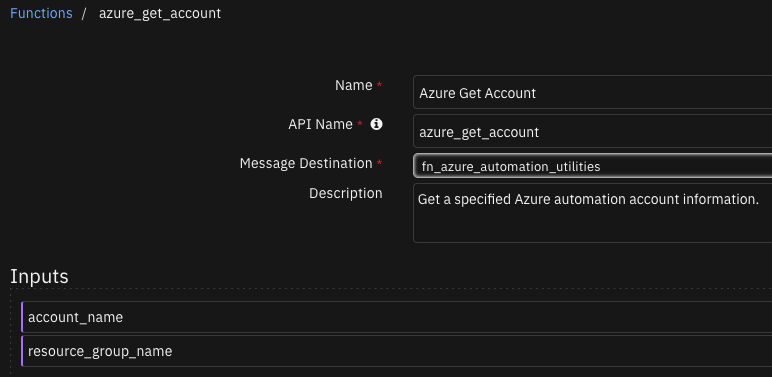 Functions / azure_get_account
Name * Azure Get Account
API Name * azure_get_account
Message Destination * fn_azure_automation_utilities
Description Get a specified Azure automation account information.
Inputs
account_name
resource_group_name